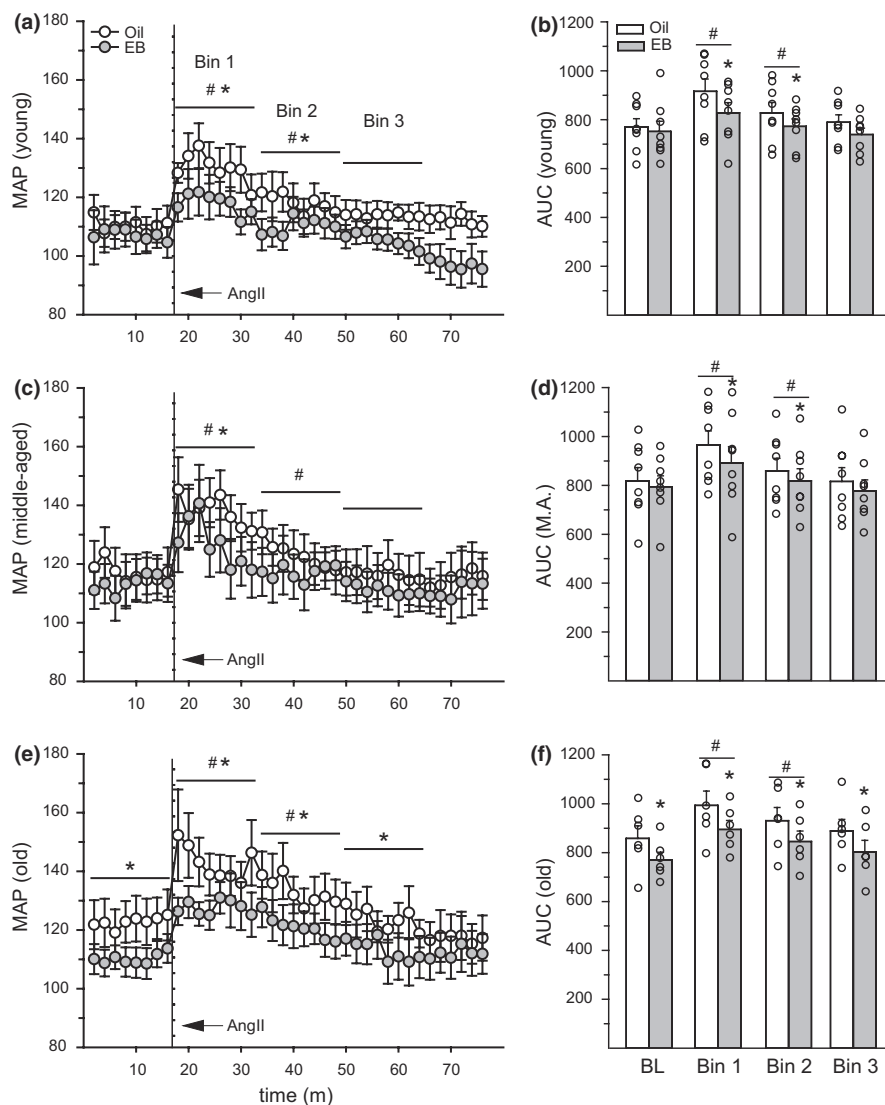 (a)
Oil
EB
Bin 1
# *
Bin 2
#*
Bin 3
AngII
MAP (young)
180
160
140
120
100
80
10 20 30 40 50 60 70
(b)
Oil
EB
#
*
#
*
AUC (young)
1200
1000
800
600
400
200
(c)
# *
#
AngII
MAP (middle-aged)
180
160
140
120
100
80
10 20 30 40 50 60 70
(d)
#
*
#
*
AUC (M.A.)
1200
1000
800
600
400
200
(e)
*
# *
# *
*
AngII
MAP (old)
180
160
140
120
100
80
10 20 30 40 50 60 70
time (m)
(f)
*
#
*
#
*
*
AUC (old)
1200
1000
800
600
400
200
BL Bin 1 Bin 2 Bin 3